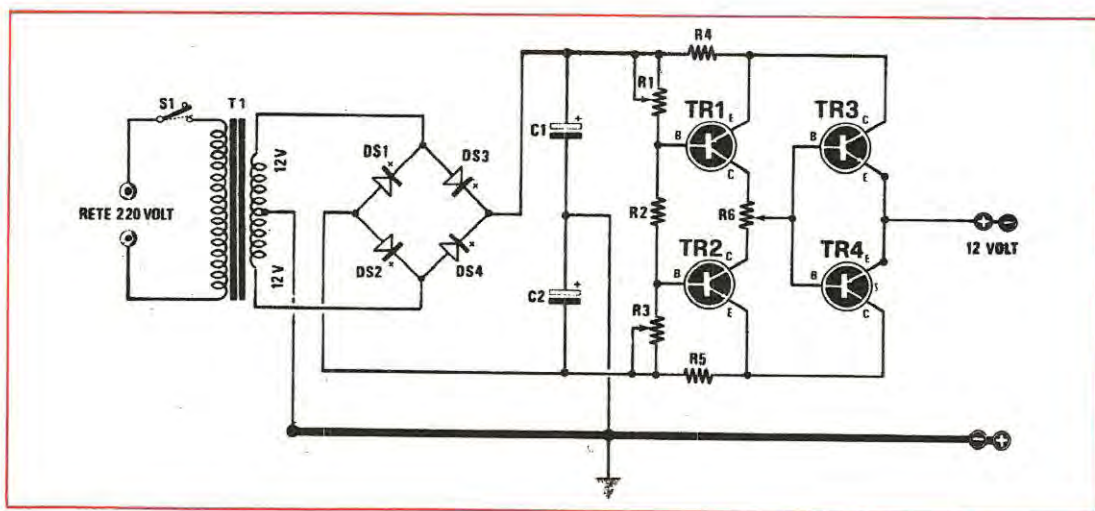 S1
T1
RETE 220 VOLT
12V
12V
DS1
DS3
DS2
DS4
C1
+
C2
+
R1
R2
R3
R4
R5
TR1
B
E
C
TR2
B
C
E
R6
TR3
B
C
E
TR4
B
E
C
+ -
12 VOLT
- +